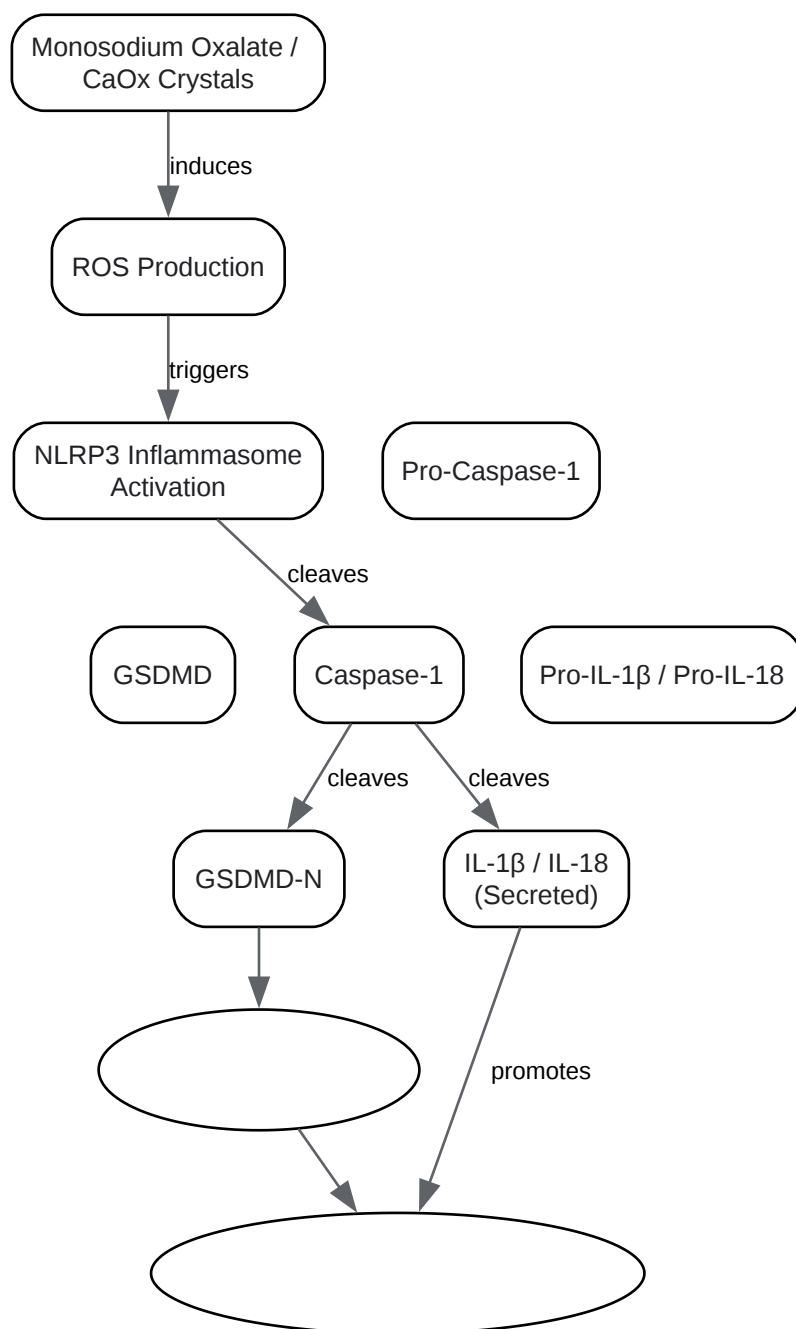 Monosodium Oxalate /
CaOx Crystals
induces
ROS Production
triggers
NLRP3 Inflammasome
Activation
Pro-Caspase-1
cleaves
GSDMD
Caspase-1
Pro-IL-1β / Pro-IL-18
cleaves
cleaves
GSDMD-N
IL-1β / IL-18
(Secreted)
promotes